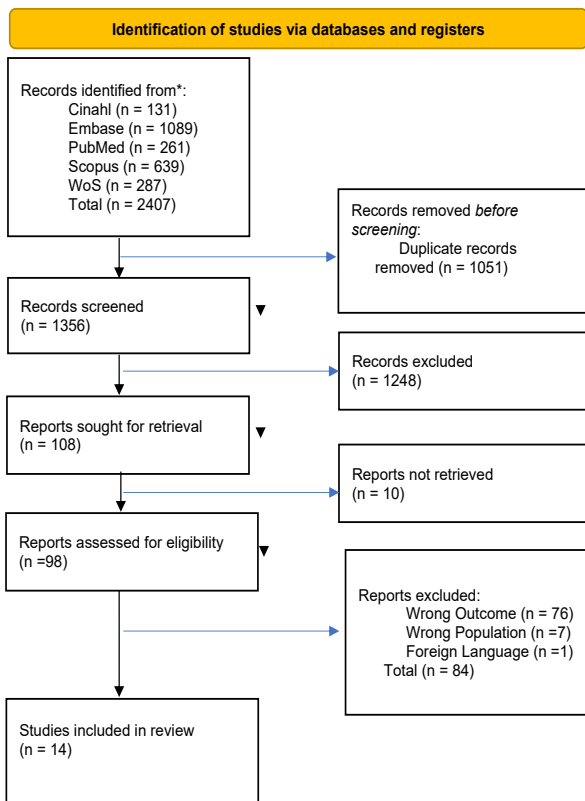 Identification of studies via databases and registers
Records identified from*:
Cinahl (n = 131)
Embase (n = 1089)
PubMed (n = 261)
Scopus (n = 639)
WoS (n = 287)
Total (n = 2407)
Records removed before
screening:
Duplicate records
removed (n = 1051)
Records screened
(n = 1356)
Records excluded
(n = 1248)
Reports sought for retrieval
(n = 108)
Reports not retrieved
(n = 10)
Reports assessed for eligibility
(n =98)
Reports excluded:
Wrong Outcome (n = 76)
Wrong Population (n =7)
Foreign Language (n =1)
Total (n = 84)
Studies included in review
(n = 14)